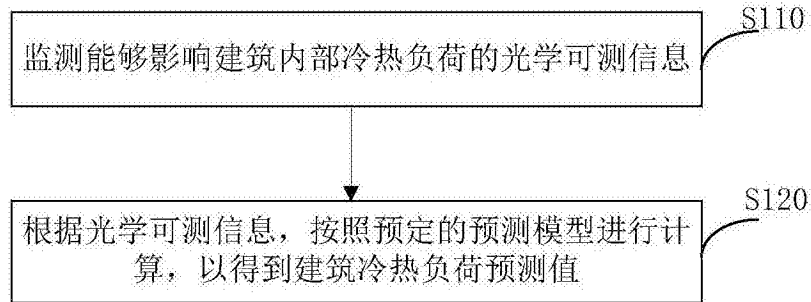 S110
监测能够影响建筑内部冷热负荷的光学可测信息
S120
根据光学可测信息，按照预定的预测模型进行计
算，以得到建筑冷热负荷预测值